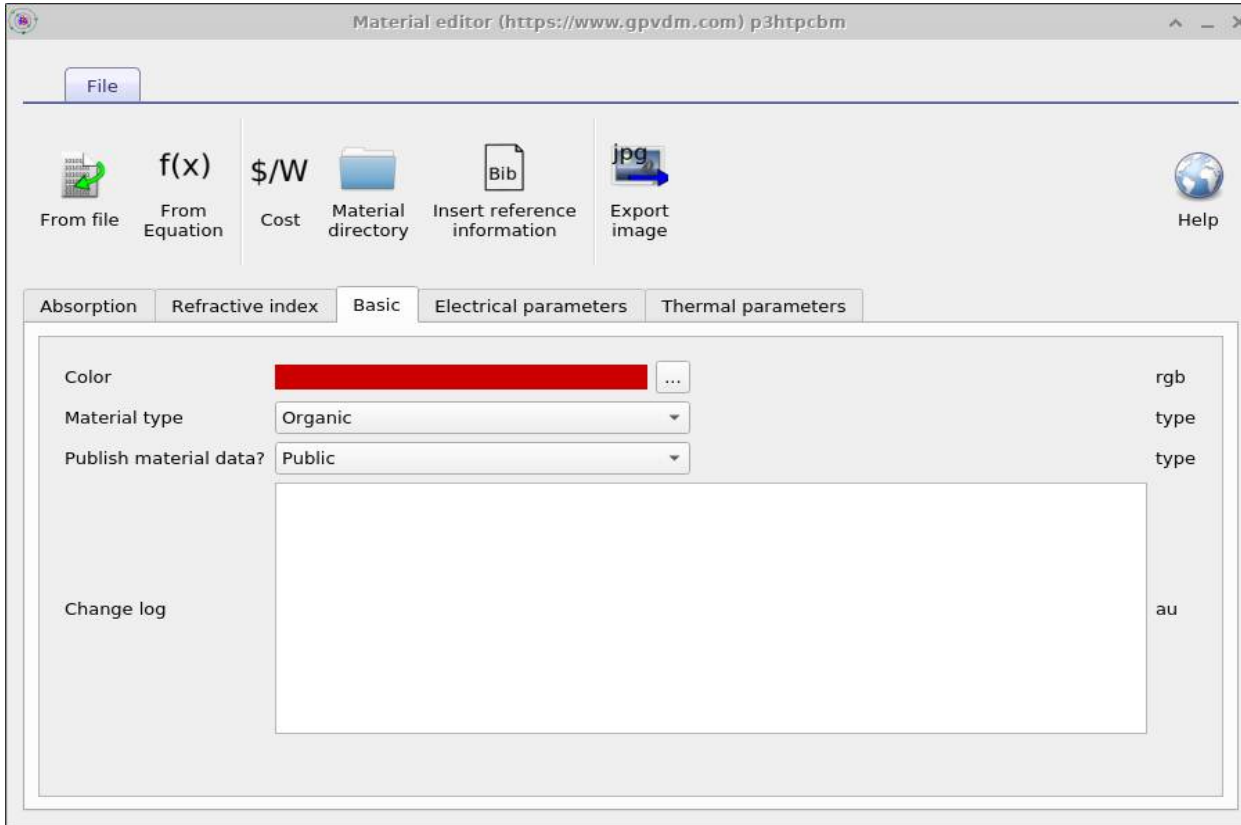 Material editor (https://www.gpvdm.com) p3htpcbm
File
From file
f(x)
From
Equation
$/W
Cost
Material
directory
Bib
Insert reference
information
jpg
Export
image
Help
Absorption
Refractive index
Basic
Electrical parameters
Thermal parameters
Color
...
rgb
Material type
Organic
type
Publish material data?
Public
type
Change log
au